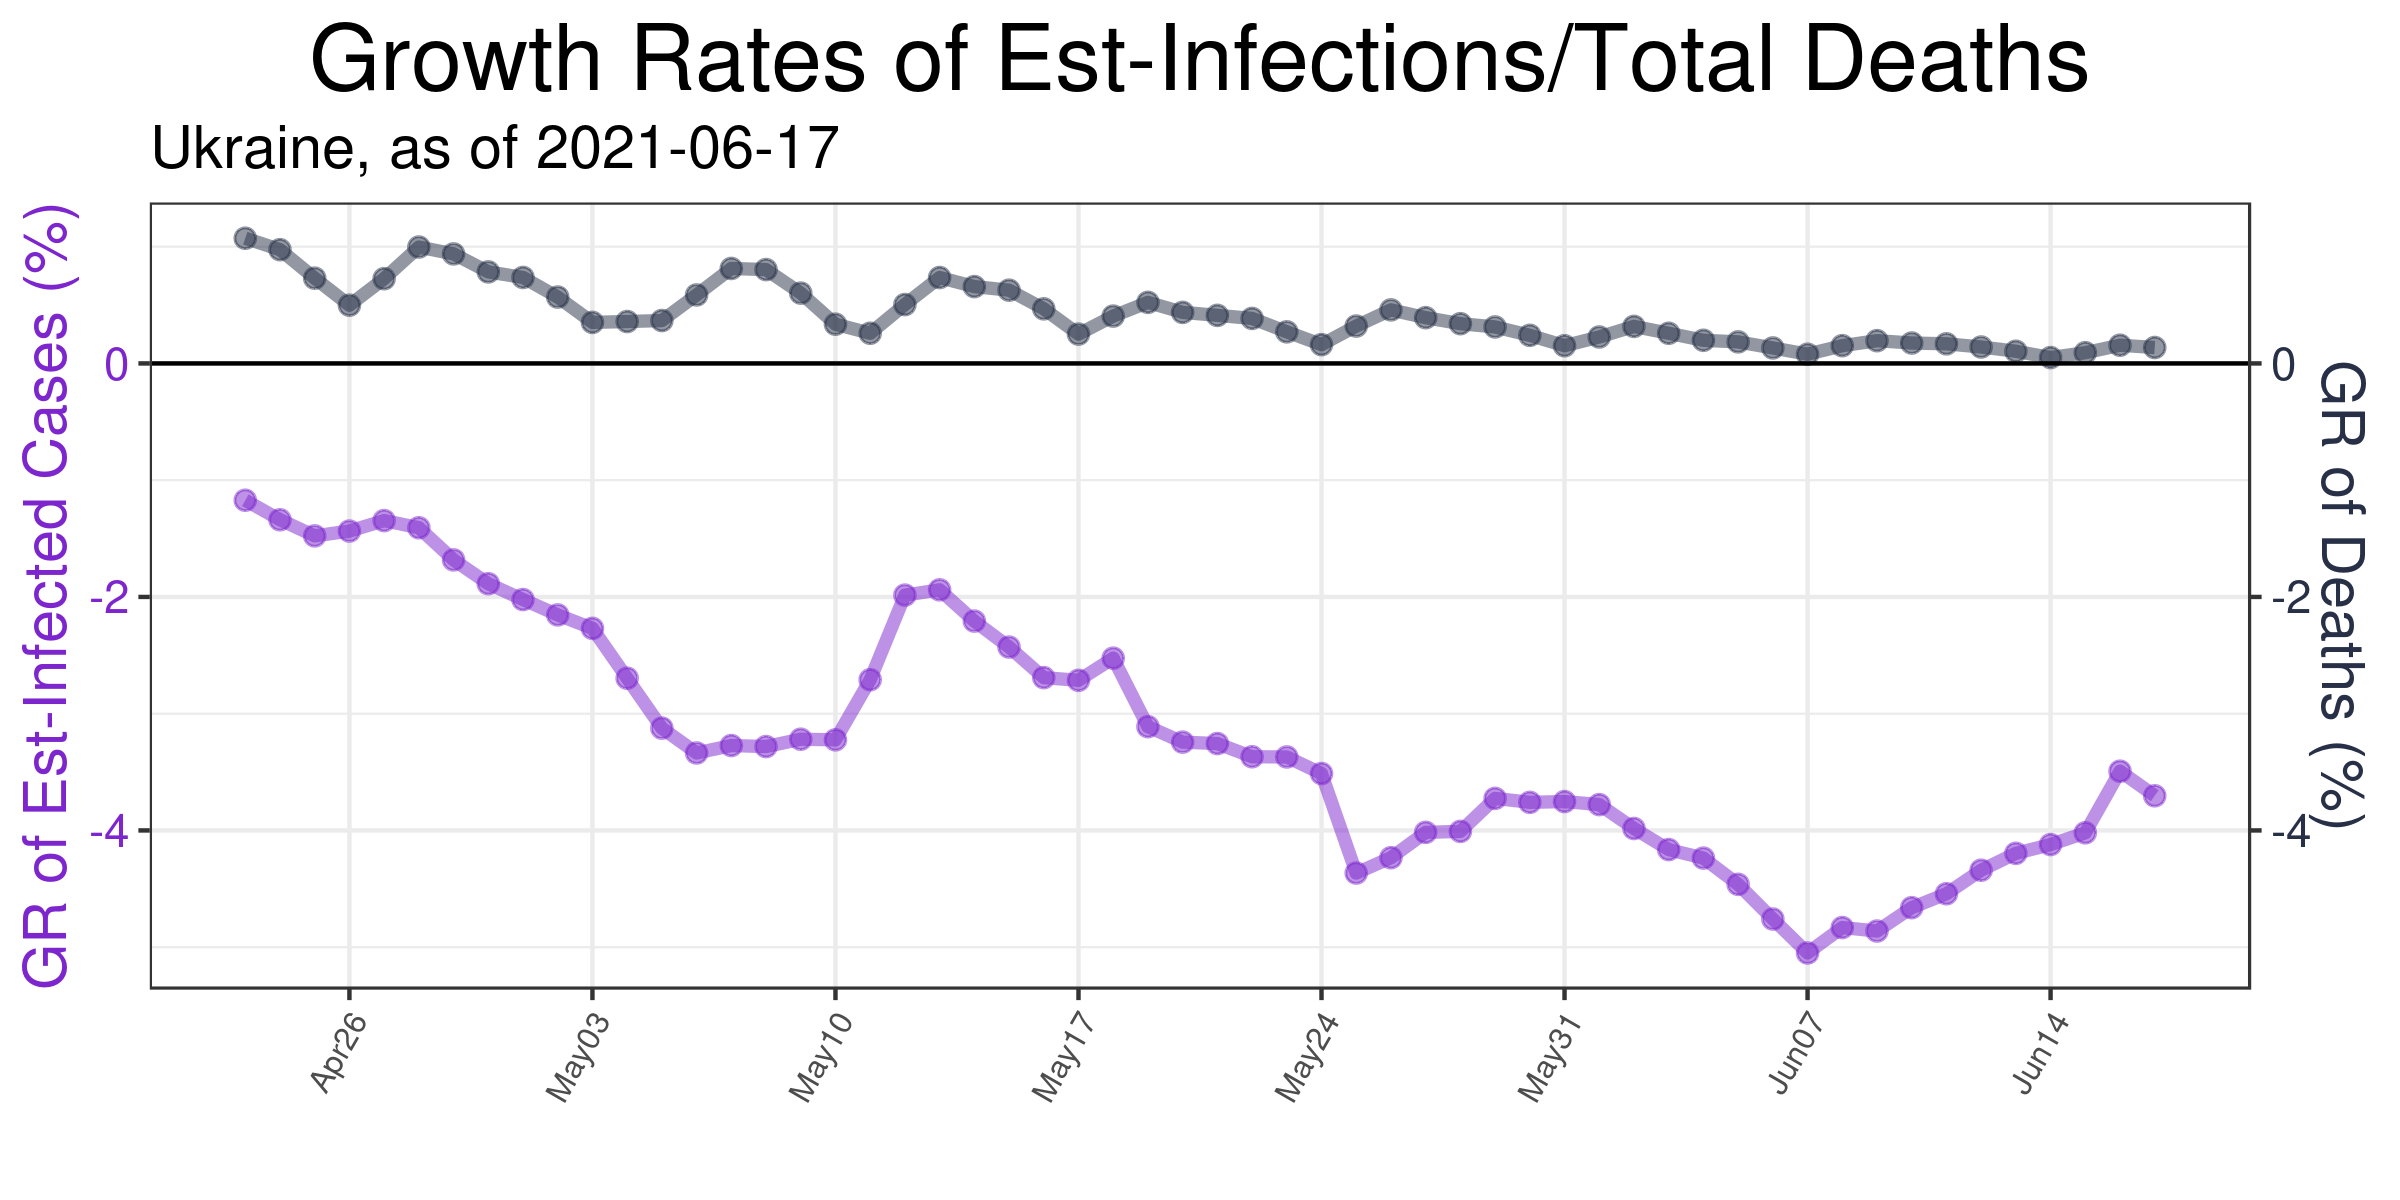 Growth Rates of Est-Infections/Total Deaths
Ukraine, as of 2021-06-17
GR of Est-Infected Cases (%)
0
-2
-4
0
-2
-4
GR of Deaths (%)
Apr26
May03
May10
May17
May24
May31
Jun07
Jun14